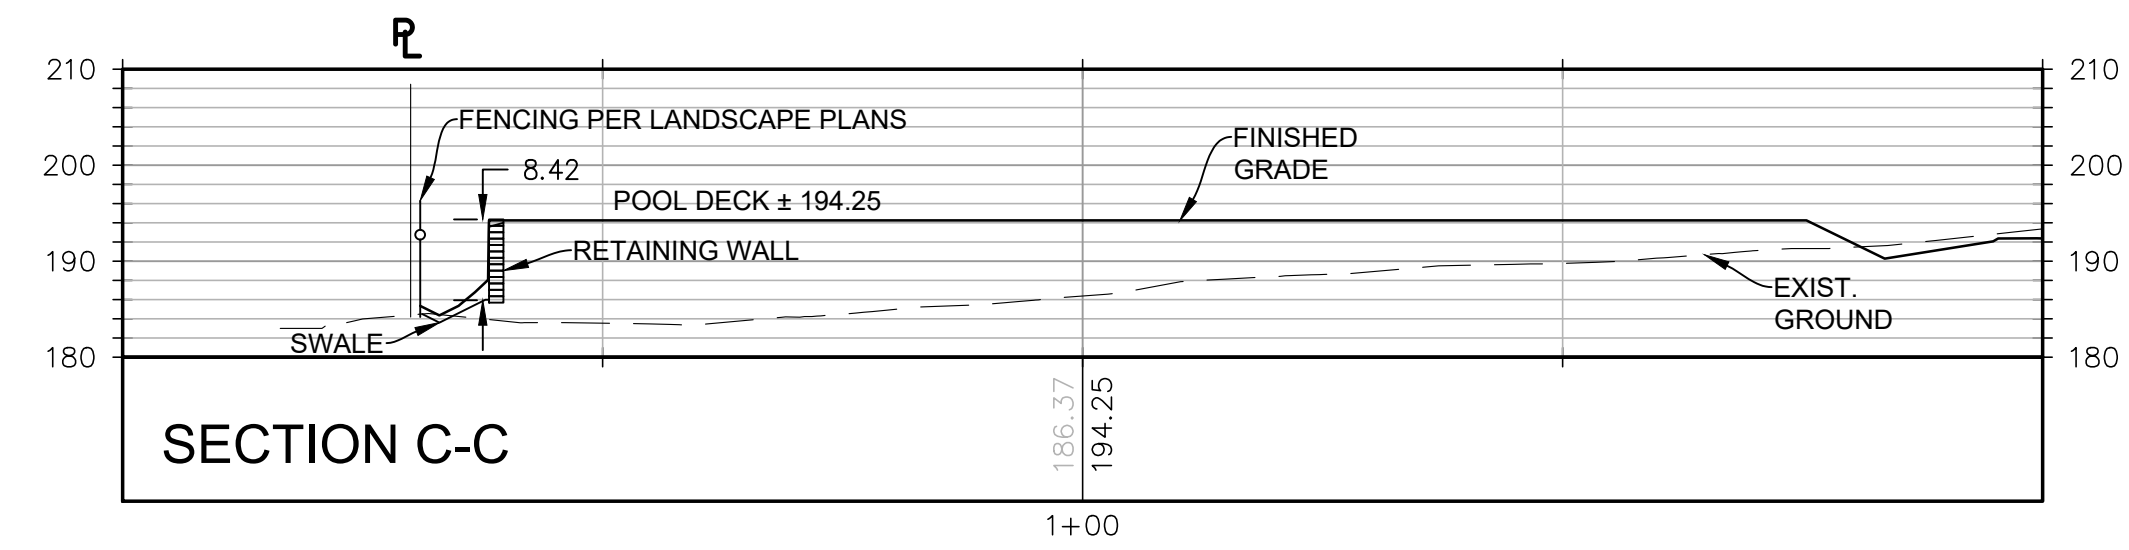 PL
210
210
FENCING PER LANDSCAPE PLANS
FINISHED
GRADE
200
200
8.42
POOL DECK ± 194.25
RETAINING WALL
190
190
EXIST.
GROUND
SWALE
180
180
186.37
194.25
SECTION C-C
1+00